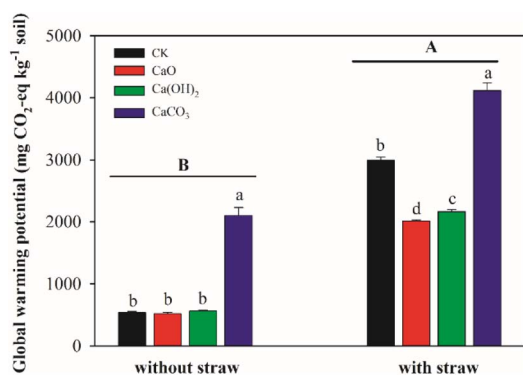 Global warming potential (mg CO₂-eq kg⁻¹ soil)
5000
4000
3000
2000
1000
0
CK
CaO
Ca(OH)₂
CaCO₃
B
A
b
b
b
a
b
d
c
a
without straw
with straw